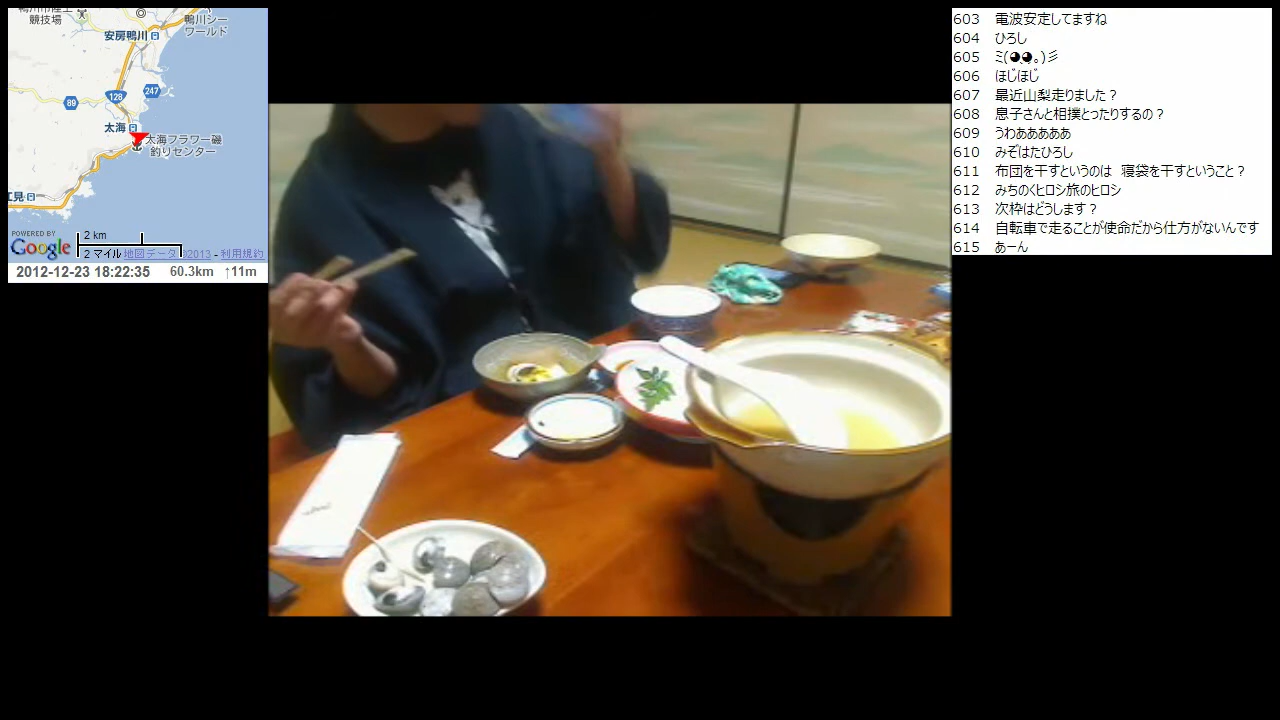 競技場
鴨川シー
ワールド
安房鴨川
247
89
128
太海
太海フラワー磯
釣りセンター
江見
POWERED BY
Google
2 km
2 マイル
地図データ ©2013 - 利用規約
2012-12-23 18:22:35 60.3km ↑11m
603 電波安定してますね
604 ひろし
605 ミ(◕◕。)彡
606 ほじほじ
607 最近山梨走りました？
608 息子さんと相撲とったりするの？
609 うわああああああ
610 みぞはたひろし
611 布団を干すというのは 寝袋を干すということ？
612 みちのくヒロシ旅のヒロシ
613 次枠はどうします？
614 自転車で走ることが使命だから仕方がないんです
615 あーん